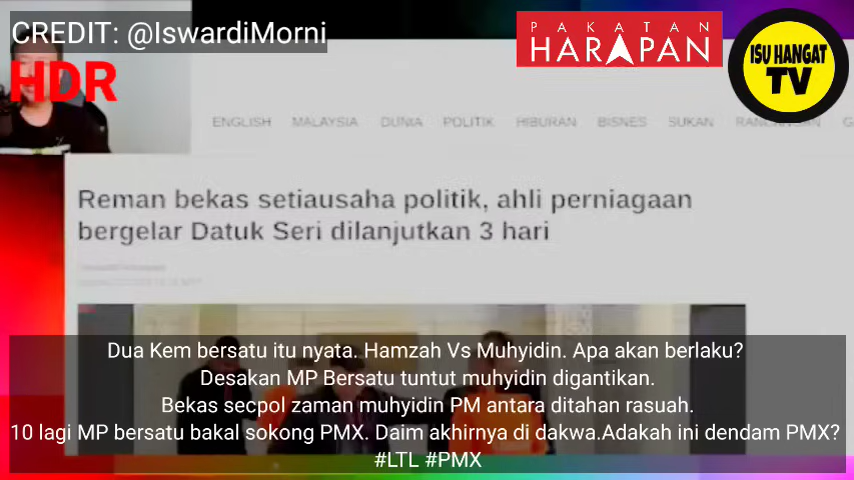 CREDIT: @IswardiMorni
HDR
PAKATAN
HARAPAN
ISU HANGAT
TV
ENGLISH MALAYSIA DUNIA POLITIK HIBURAN BISNES SUKAN
Reman bekas setiausaha politik, ahli perniagaan
bergelar Datuk Seri dilanjutkan 3 hari
Dua Kem bersatu itu nyata. Hamzah Vs Muhyidin. Apa akan berlaku?
Desakan MP Bersatu tuntut muhyidin digantikan.
Bekas secpol zaman muhyidin PM antara ditahan rasuah.
10 lagi MP bersatu bakal sokong PMX. Daim akhirnya di dakwa.Adakah ini dendam PMX?
#LTL #PMX